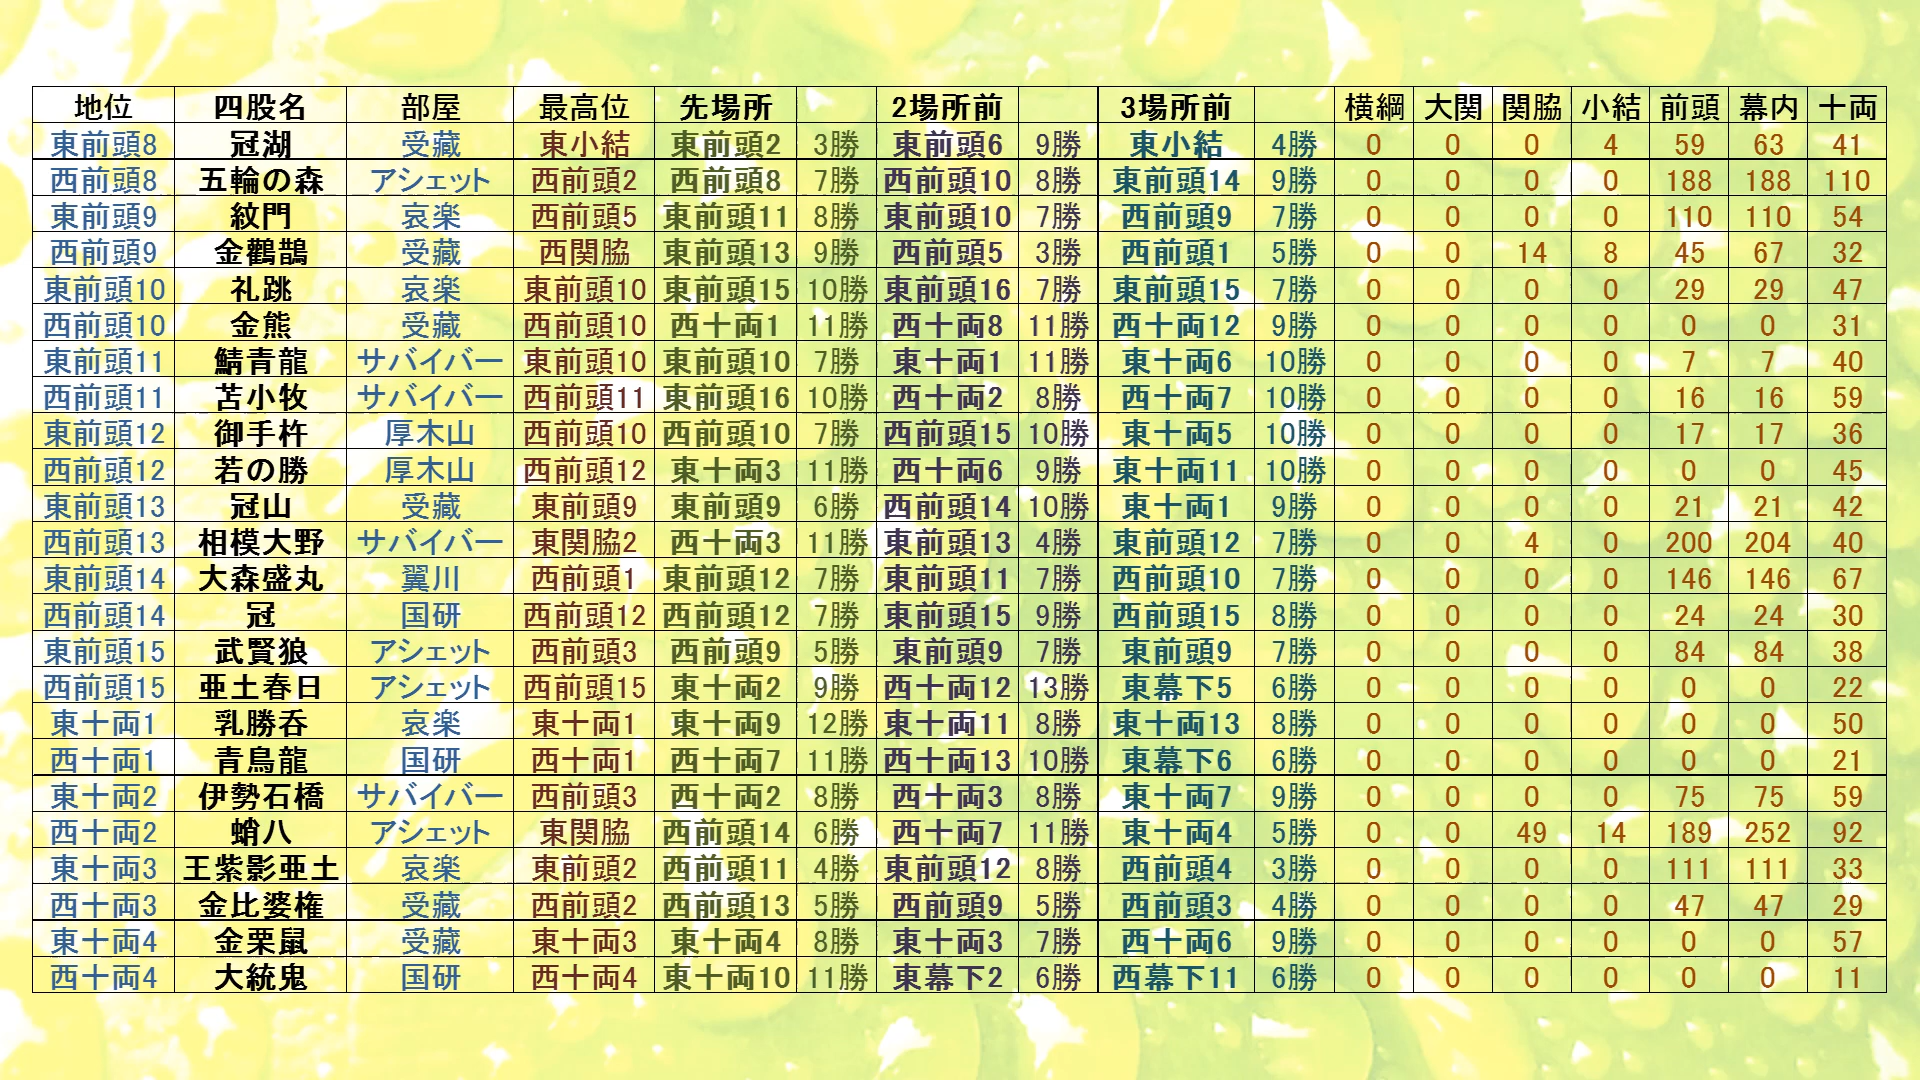 地位 四股名 部屋 最高位 先場所 2場所前 3場所前 横綱 大関 関脇 小結 前頭 幕内 十両
東前頭8 冠湖 受藏 東小結 東前頭2 3勝 東前頭6 9勝 東小結 4勝 0 0 0 4 59 63 41
西前頭8 五輪の森 アシェット 西前頭2 西前頭8 7勝 西前頭10 8勝 東前頭14 9勝 0 0 0 0 188 188 110
東前頭9 紋門 哀楽 西前頭5 東前頭11 8勝 東前頭10 7勝 西前頭9 7勝 0 0 0 0 110 110 54
西前頭9 金鸛鵲 受藏 西関脇 東前頭13 9勝 西前頭5 3勝 西前頭1 5勝 0 0 14 8 45 67 32
東前頭10 礼跳 哀楽 東前頭10 東前頭15 10勝 東前頭16 7勝 東前頭15 7勝 0 0 0 0 29 29 47
西前頭10 金熊 受藏 西前頭10 西十両1 11勝 西十両8 11勝 西十両12 9勝 0 0 0 0 0 0 31
東前頭11 鯖青龍 サバイバー 東前頭10 東前頭10 7勝 東十両1 11勝 東十両6 10勝 0 0 0 0 7 7 40
西前頭11 苫小牧 サバイバー 西前頭11 東前頭16 10勝 西十両2 8勝 西十両7 10勝 0 0 0 0 16 16 59
東前頭12 御手杵 厚木山 西前頭10 西前頭10 7勝 西前頭15 10勝 東十両5 10勝 0 0 0 0 17 17 36
西前頭12 若の勝 厚木山 西前頭12 東十両3 11勝 西十両6 9勝 東十両11 10勝 0 0 0 0 0 0 45
東前頭13 冠山 受藏 東前頭9 東前頭9 6勝 西前頭14 10勝 東十両1 9勝 0 0 0 0 21 21 42
西前頭13 相模大野 サバイバー 東関脇2 西十両3 11勝 東前頭13 4勝 東前頭12 7勝 0 0 4 0 200 204 40
東前頭14 大森盛丸 翼川 西前頭1 東前頭12 7勝 東前頭11 7勝 西前頭10 7勝 0 0 0 0 146 146 67
西前頭14 冠 国研 西前頭12 西前頭12 7勝 東前頭15 9勝 西前頭15 8勝 0 0 0 0 24 24 30
東前頭15 武賢狼 アシェット 西前頭3 西前頭9 5勝 東前頭9 7勝 東前頭9 7勝 0 0 0 0 84 84 38
西前頭15 亜土春日 アシェット 西前頭15 東十両2 9勝 西十両12 13勝 東幕下5 6勝 0 0 0 0 0 0 22
東十両1 乳勝呑 哀楽 東十両1 東十両9 12勝 東十両11 8勝 東十両13 8勝 0 0 0 0 0 0 50
西十両1 青鳥龍 国研 西十両1 西十両7 11勝 西十両13 10勝 東幕下6 6勝 0 0 0 0 0 0 21
東十両2 伊勢石橋 サバイバー 西前頭3 西十両2 8勝 西十両3 8勝 東十両7 9勝 0 0 0 0 75 75 59
西十両2 蛸八 アシェット 東関脇 西前頭14 6勝 西十両7 11勝 東十両4 5勝 0 0 49 14 189 252 92
東十両3 王紫影亜土 哀楽 東前頭2 西前頭11 4勝 東前頭12 8勝 西前頭4 3勝 0 0 0 0 111 111 33
西十両3 金比婆権 受藏 西前頭2 西前頭13 5勝 西前頭9 5勝 西前頭3 4勝 0 0 0 0 47 47 29
東十両4 金栗鼠 受藏 東十両3 東十両4 8勝 東十両3 7勝 西十両6 9勝 0 0 0 0 0 0 57
西十両4 大統鬼 国研 西十両4 東十両10 11勝 東幕下2 6勝 西幕下11 6勝 0 0 0 0 0 0 11